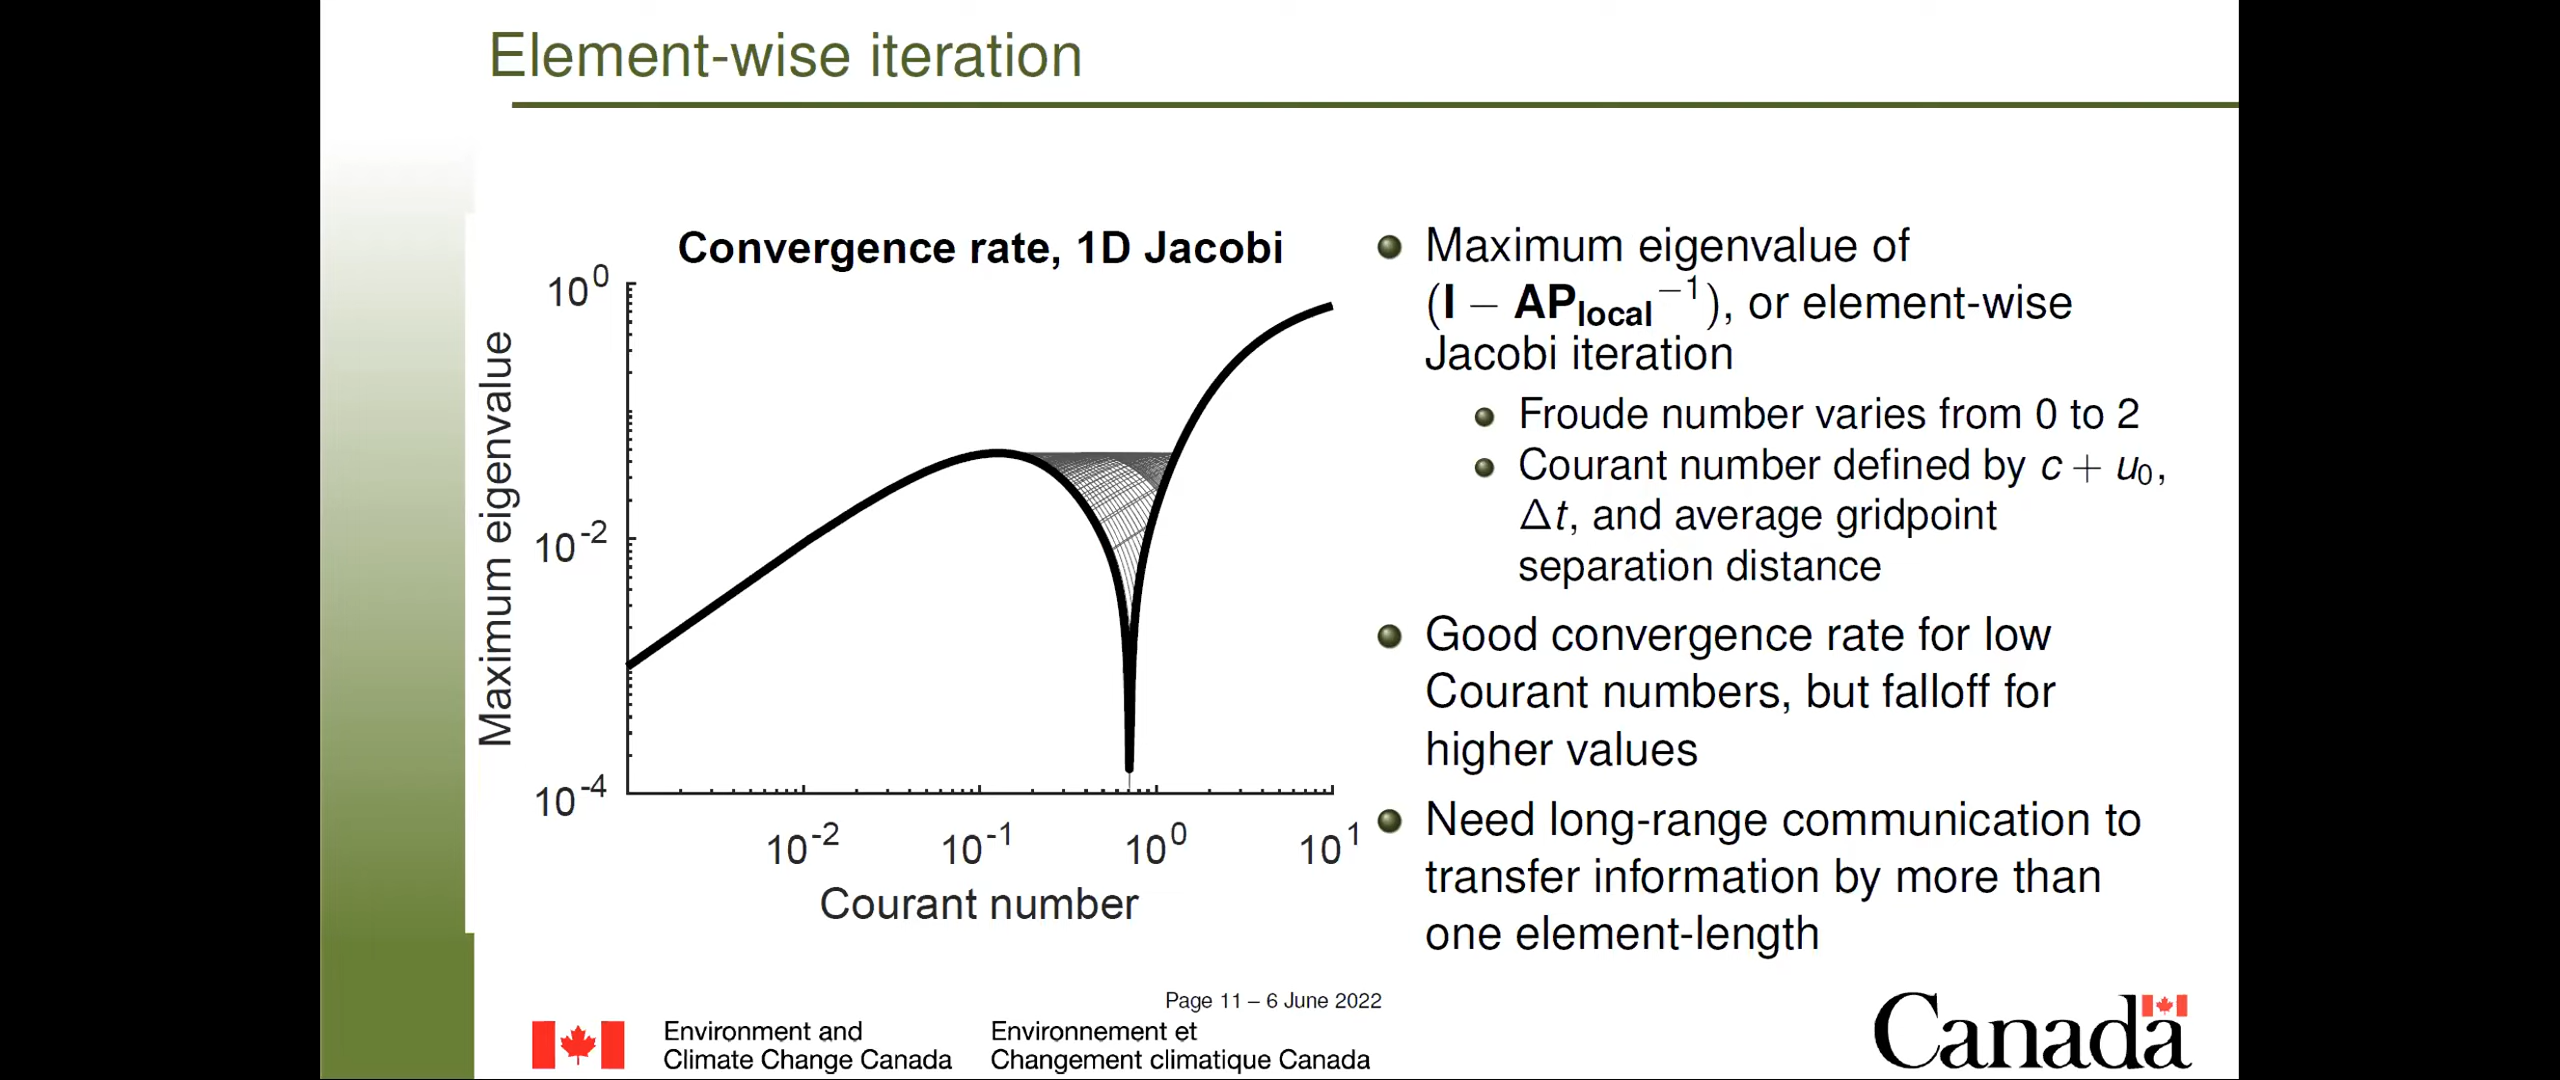 Element-wise iteration
Convergence rate, 1D Jacobi
10^0
10^-2
10^-4
Maximum eigenvalue
10^-2
10^-1
10^0
10^1
Courant number
Maximum eigenvalue of
(I − AP_local^−1), or element-wise
Jacobi iteration
Froude number varies from 0 to 2
Courant number defined by c + u_0,
Δt, and average gridpoint
separation distance
Good convergence rate for low
Courant numbers, but falloff for
higher values
Need long-range communication to
transfer information by more than
one element-length
Page 11 – 6 June 2022
Environment and
Climate Change Canada
Environnement et
Changement climatique Canada
Canada